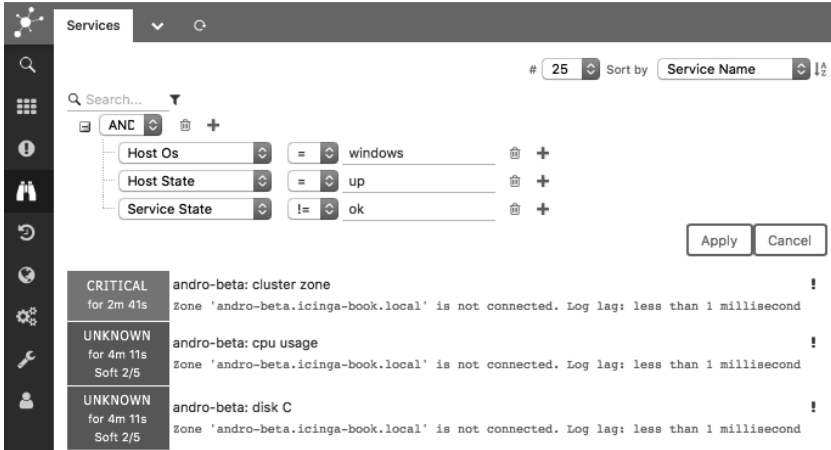 Services
# 25 Sort by Service Name
Search...
AND
Host Os = windows
Host State = up
Service State != ok
Apply Cancel
CRITICAL andro-beta: cluster zone !
for 2m 41s Zone 'andro-beta.icinga-book.local' is not connected. Log lag: less than 1 millisecond
UNKNOWN
for 4m 11s
Soft 2/5
andro-beta: cpu usage !
Zone 'andro-beta.icinga-book.local' is not connected. Log lag: less than 1 millisecond
UNKNOWN
for 4m 11s
Soft 2/5
andro-beta: disk C !
Zone 'andro-beta.icinga-book.local' is not connected. Log lag: less than 1 millisecond